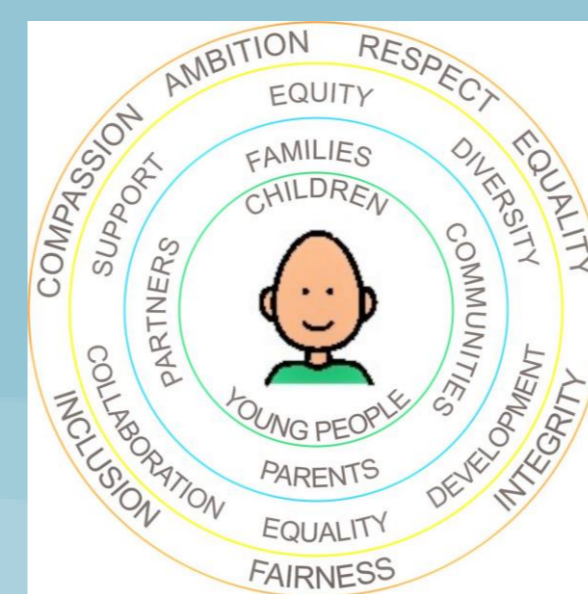 COMPASSION AMBITION RESPECT EQUALITY
INTEGRITY
FAIRNESS
INCLUSION
SUPPORT EQUITY DIVERSITY
DEVELOPMENT
EQUALITY
COLLABORATION
PARTNERS FAMILIES COMMUNITIES
PARENTS
CHILDREN
YOUNG PEOPLE